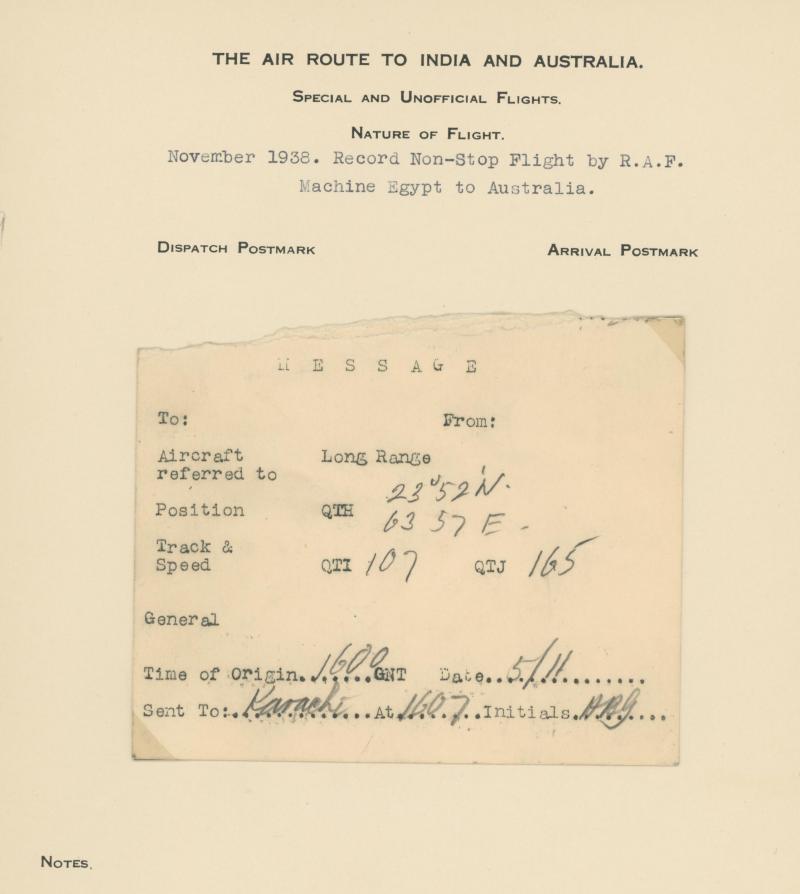 THE AIR ROUTE TO INDIA AND AUSTRALIA.
SPECIAL AND UNOFFICIAL FLIGHTS.
NATURE OF FLIGHT.
November 1938. Record Non-Stop Flight by R.A.F.
Machine Egypt to Australia.
DISPATCH POSTMARK ARRIVAL POSTMARK
M E S S A G E
To: From:
Aircraft Long Range
referred to
23°52'N.
Position QTH
63 57 E -
Track &
Speed QTI 107 QTJ 165
General
Time of Origin..1600..GMT Date..5/11........
Sent To:..Karachi....At.1607..Initials.........
NOTES.